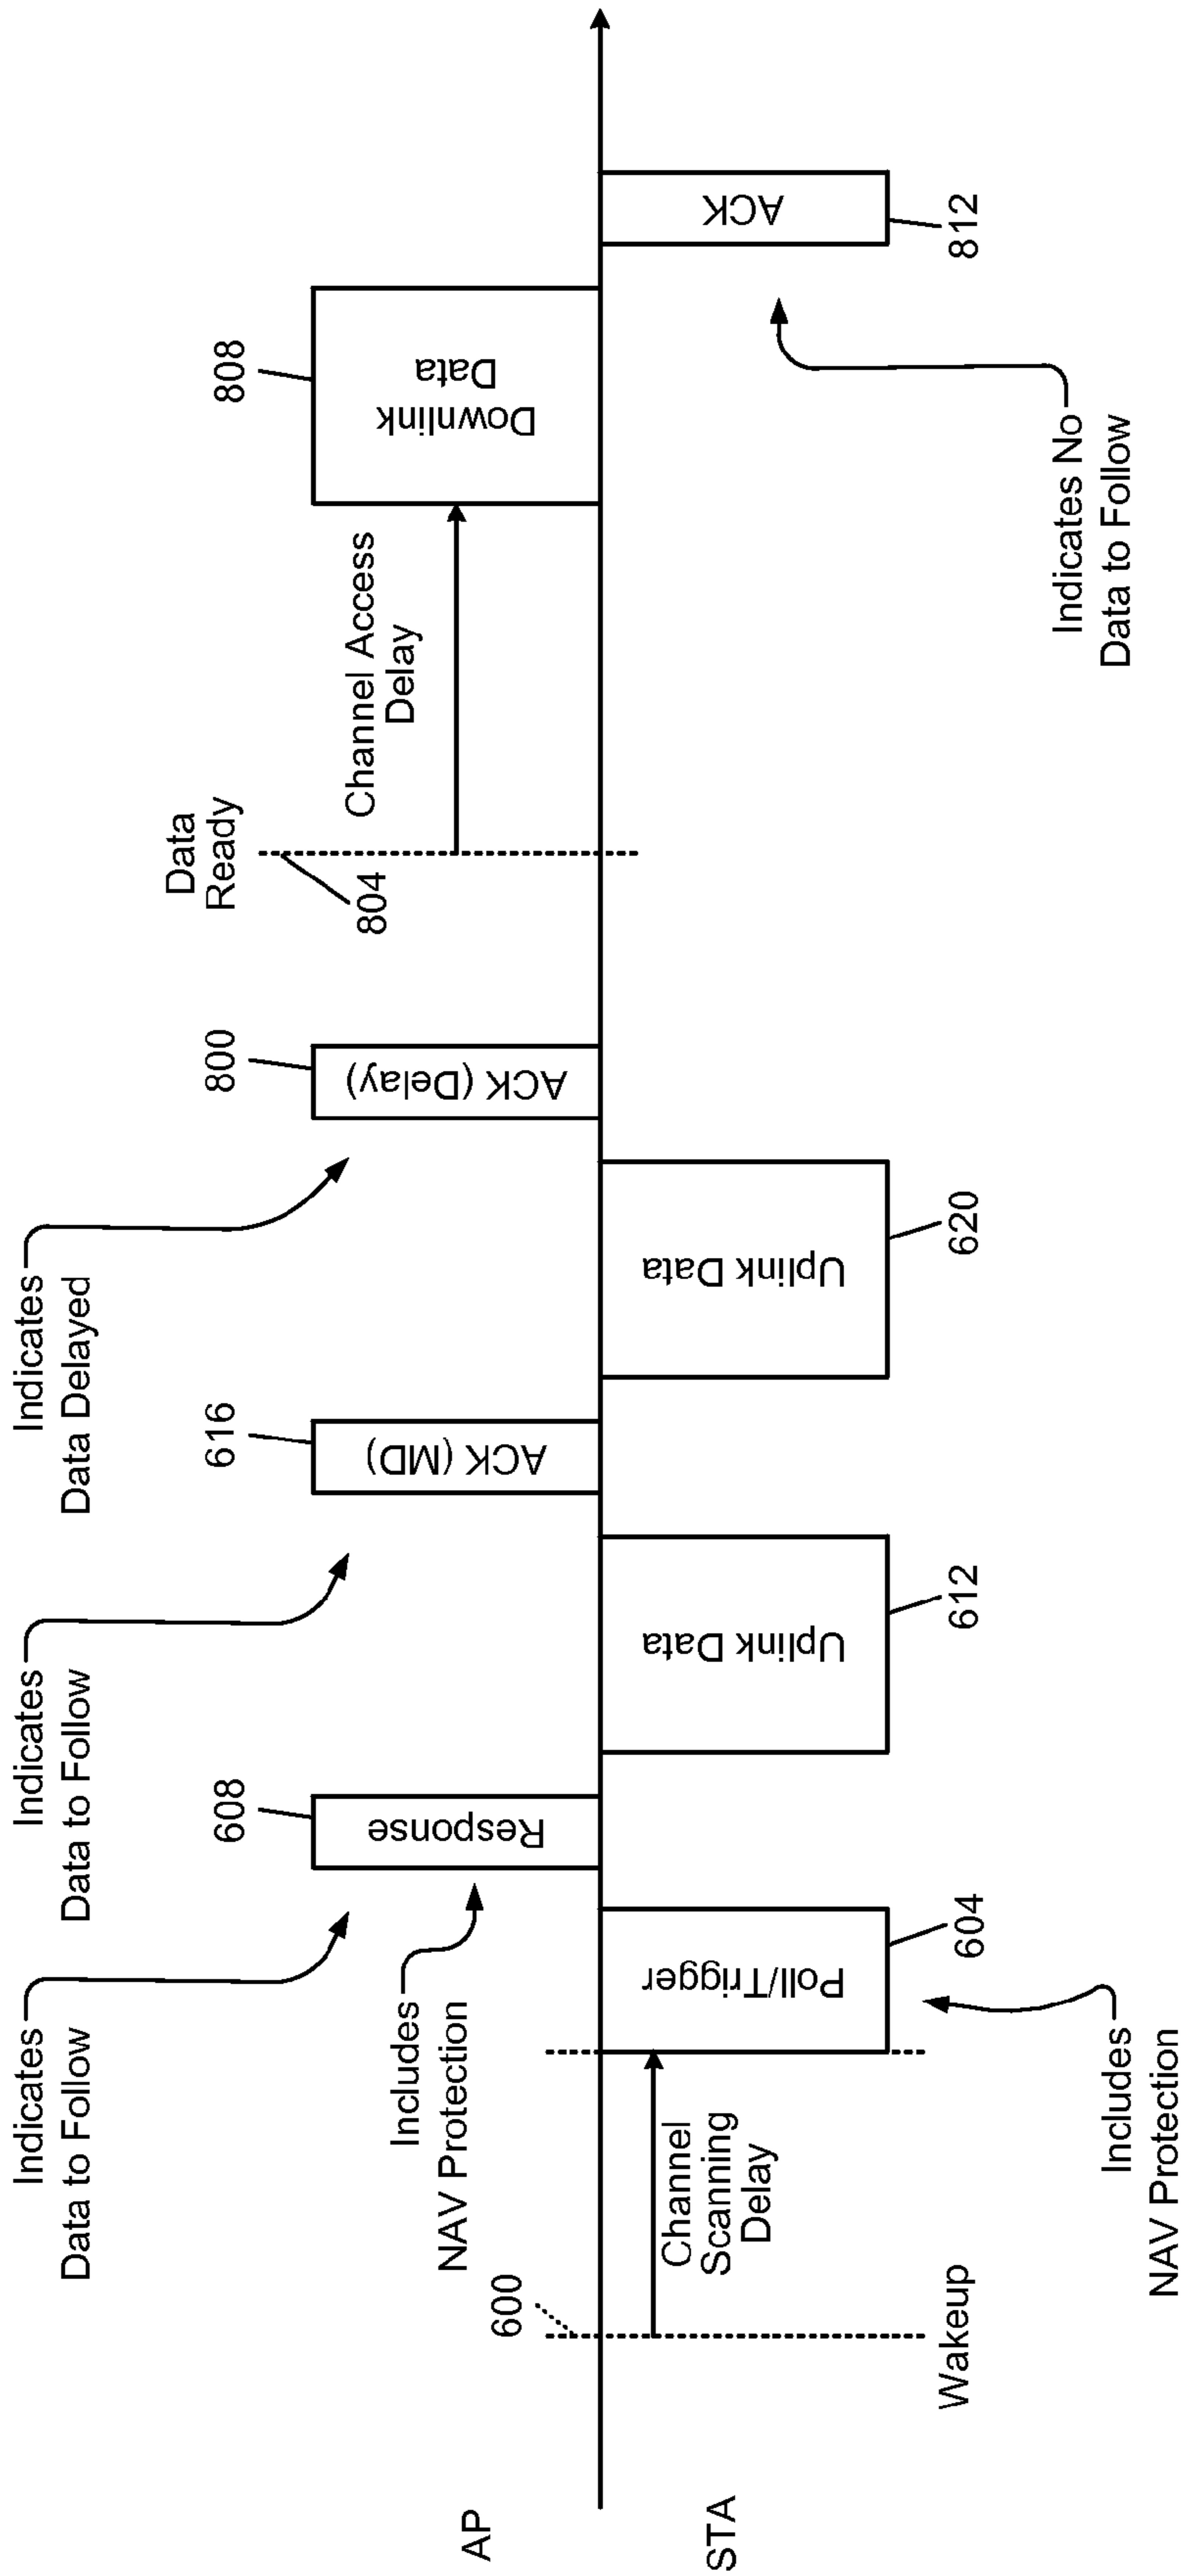 Indicates
Data to Follow
Indicates
Data to Follow
Indicates
Data Delayed
Data
Ready
608
616
800
804
808
Includes
NAV Protection
Response
ACK (MD)
ACK (Delay)
Channel Access
Delay
Downlink
Data
AP
600
STA
Channel
Scanning
Delay
Poll/Trigger
Uplink Data
Uplink Data
ACK
Wakeup
604
612
620
812
Includes
NAV Protection
Indicates No
Data to Follow